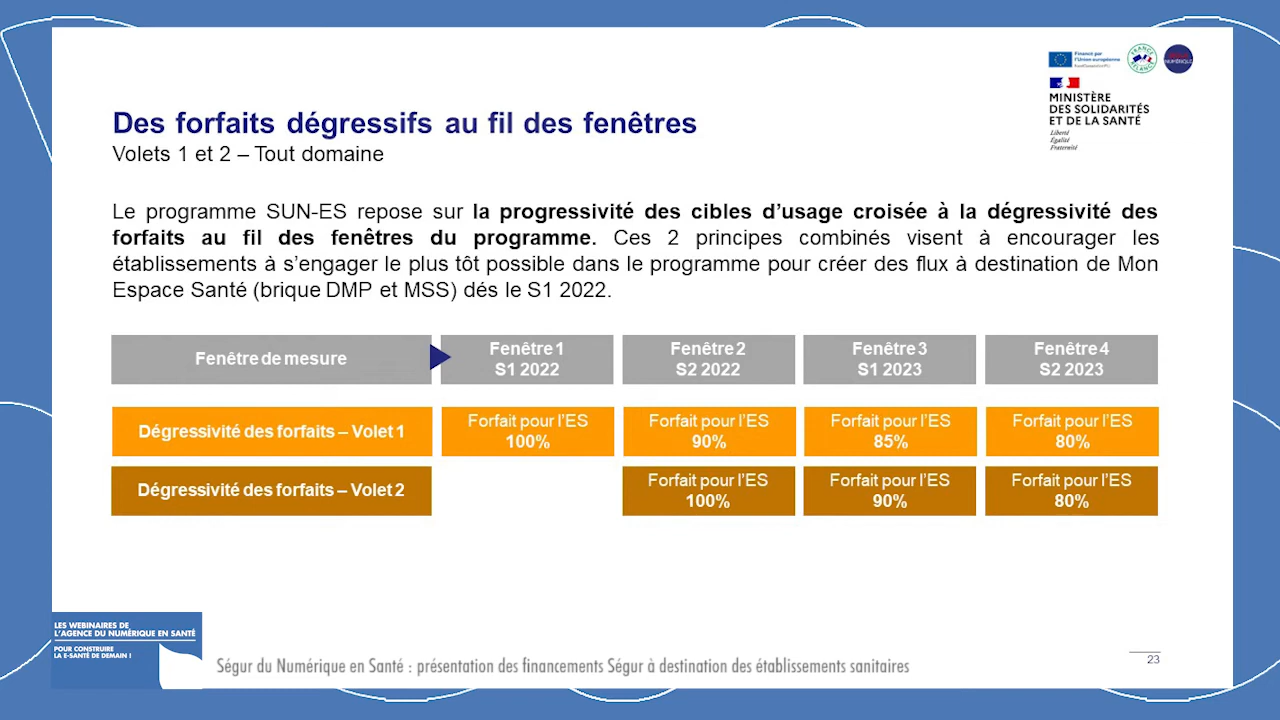 Financé par
l'Union européenne
FRANCE
RELANCE
NUMÉRIQUE
MINISTÈRE
DES SOLIDARITÉS
ET DE LA SANTÉ
Liberté
Égalité
Fraternité
Des forfaits dégressifs au fil des fenêtres
Volets 1 et 2 – Tout domaine
Le programme SUN-ES repose sur la progressivité des cibles d'usage croisée à la dégressivité des
forfaits au fil des fenêtres du programme. Ces 2 principes combinés visent à encourager les
établissements à s'engager le plus tôt possible dans le programme pour créer des flux à destination de Mon
Espace Santé (brique DMP et MSS) dés le S1 2022.
Fenêtre de mesure
Fenêtre 1
S1 2022
Fenêtre 2
S2 2022
Fenêtre 3
S1 2023
Fenêtre 4
S2 2023
Dégressivité des forfaits – Volet 1
Forfait pour l'ES
100%
Forfait pour l'ES
90%
Forfait pour l'ES
85%
Forfait pour l'ES
80%
Dégressivité des forfaits – Volet 2
Forfait pour l'ES
100%
Forfait pour l'ES
90%
Forfait pour l'ES
80%
LES WEBINAIRES DE
L'AGENCE DU NUMÉRIQUE EN SANTÉ
POUR CONSTRUIRE
LA E-SANTÉ DE DEMAIN !
Ségur du Numérique en Santé : présentation des financements Ségur à destination des établissements sanitaires
23